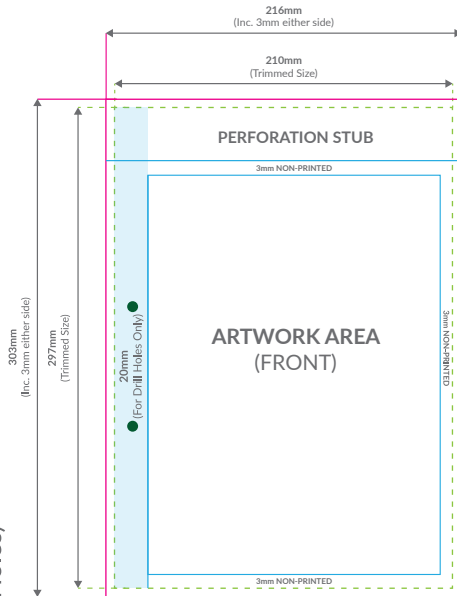 216mm
(Inc. 3mm either side)
210mm
(Trimmed Size)
PERFORATION STUB
3mm NON-PRINTED
303mm
(Inc. 3mm either side)
297mm
(Trimmed Size)
20mm
(For Drill Holes Only)
ARTWORK AREA
(FRONT)
3mm NON-PRINTED
3mm NON-PRINTED